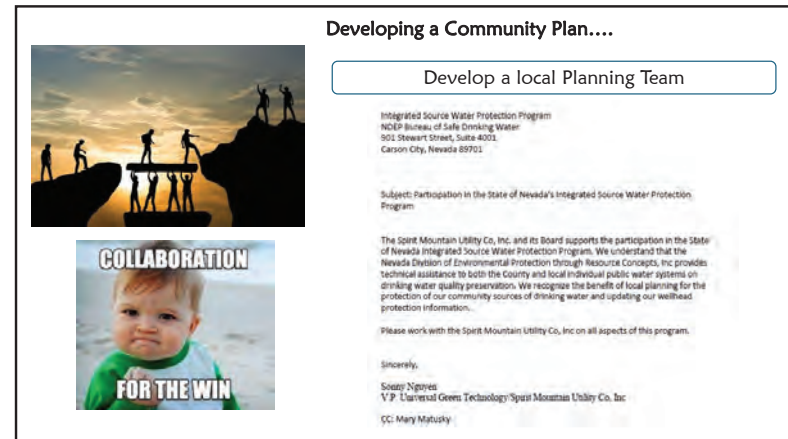 Developing a Community Plan....
Develop a local Planning Team
Integrated Source Water Protection Program
NDEP Bureau of Safe Drinking Water
901 Stewart Street, Suite 4001
Carson City, Nevada 89701
Subject: Participation in the State of Nevada's Integrated Source Water Protection
Program
The Spirit Mountain Utility Co, Inc. and its Board supports the participation in the State
of Nevada Integrated Source Water Protection Program. We understand that the
Nevada Division of Environmental Protection through Resource Concepts, Inc provides
technical assistance to both the County and local individual public water systems on
drinking water quality preservation. We recognize the benefit of local planning for the
protection of our community sources of drinking water and updating our wellhead
protection information.
Please work with the Spirit Mountain Utility Co, Inc on all aspects of this program.
Sincerely,
Sonny Nguyen
V.P. Universal Green Technology/Spirit Mountain Utility Co, Inc
CC: Mary Matusky
COLLABORATION
FOR THE WIN